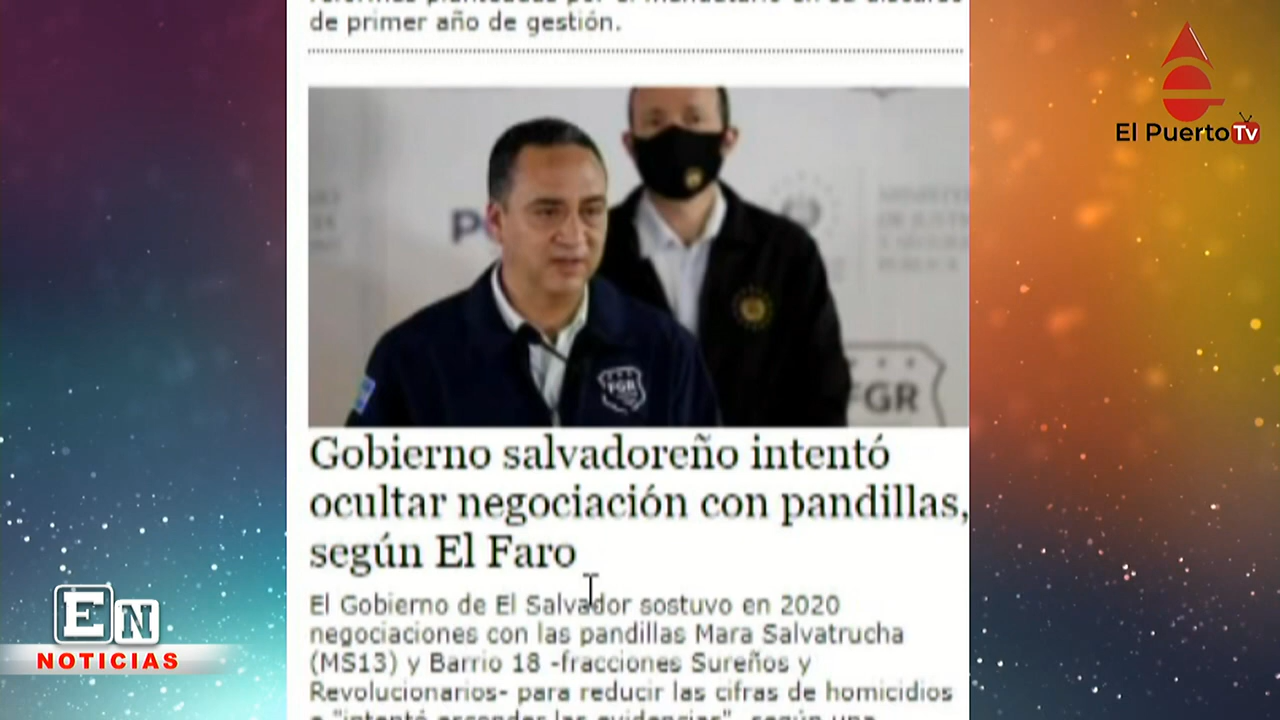 de primer año de gestión.
El Puerto Tv
FGR
FGR
Gobierno salvadoreño intentó
ocultar negociación con pandillas,
según El Faro
El Gobierno de El Salvador sostuvo en 2020
negociaciones con las pandillas Mara Salvatrucha
(MS13) y Barrio 18 -fracciones Sureños y
Revolucionarios- para reducir las cifras de homicidios
EN
NOTICIAS